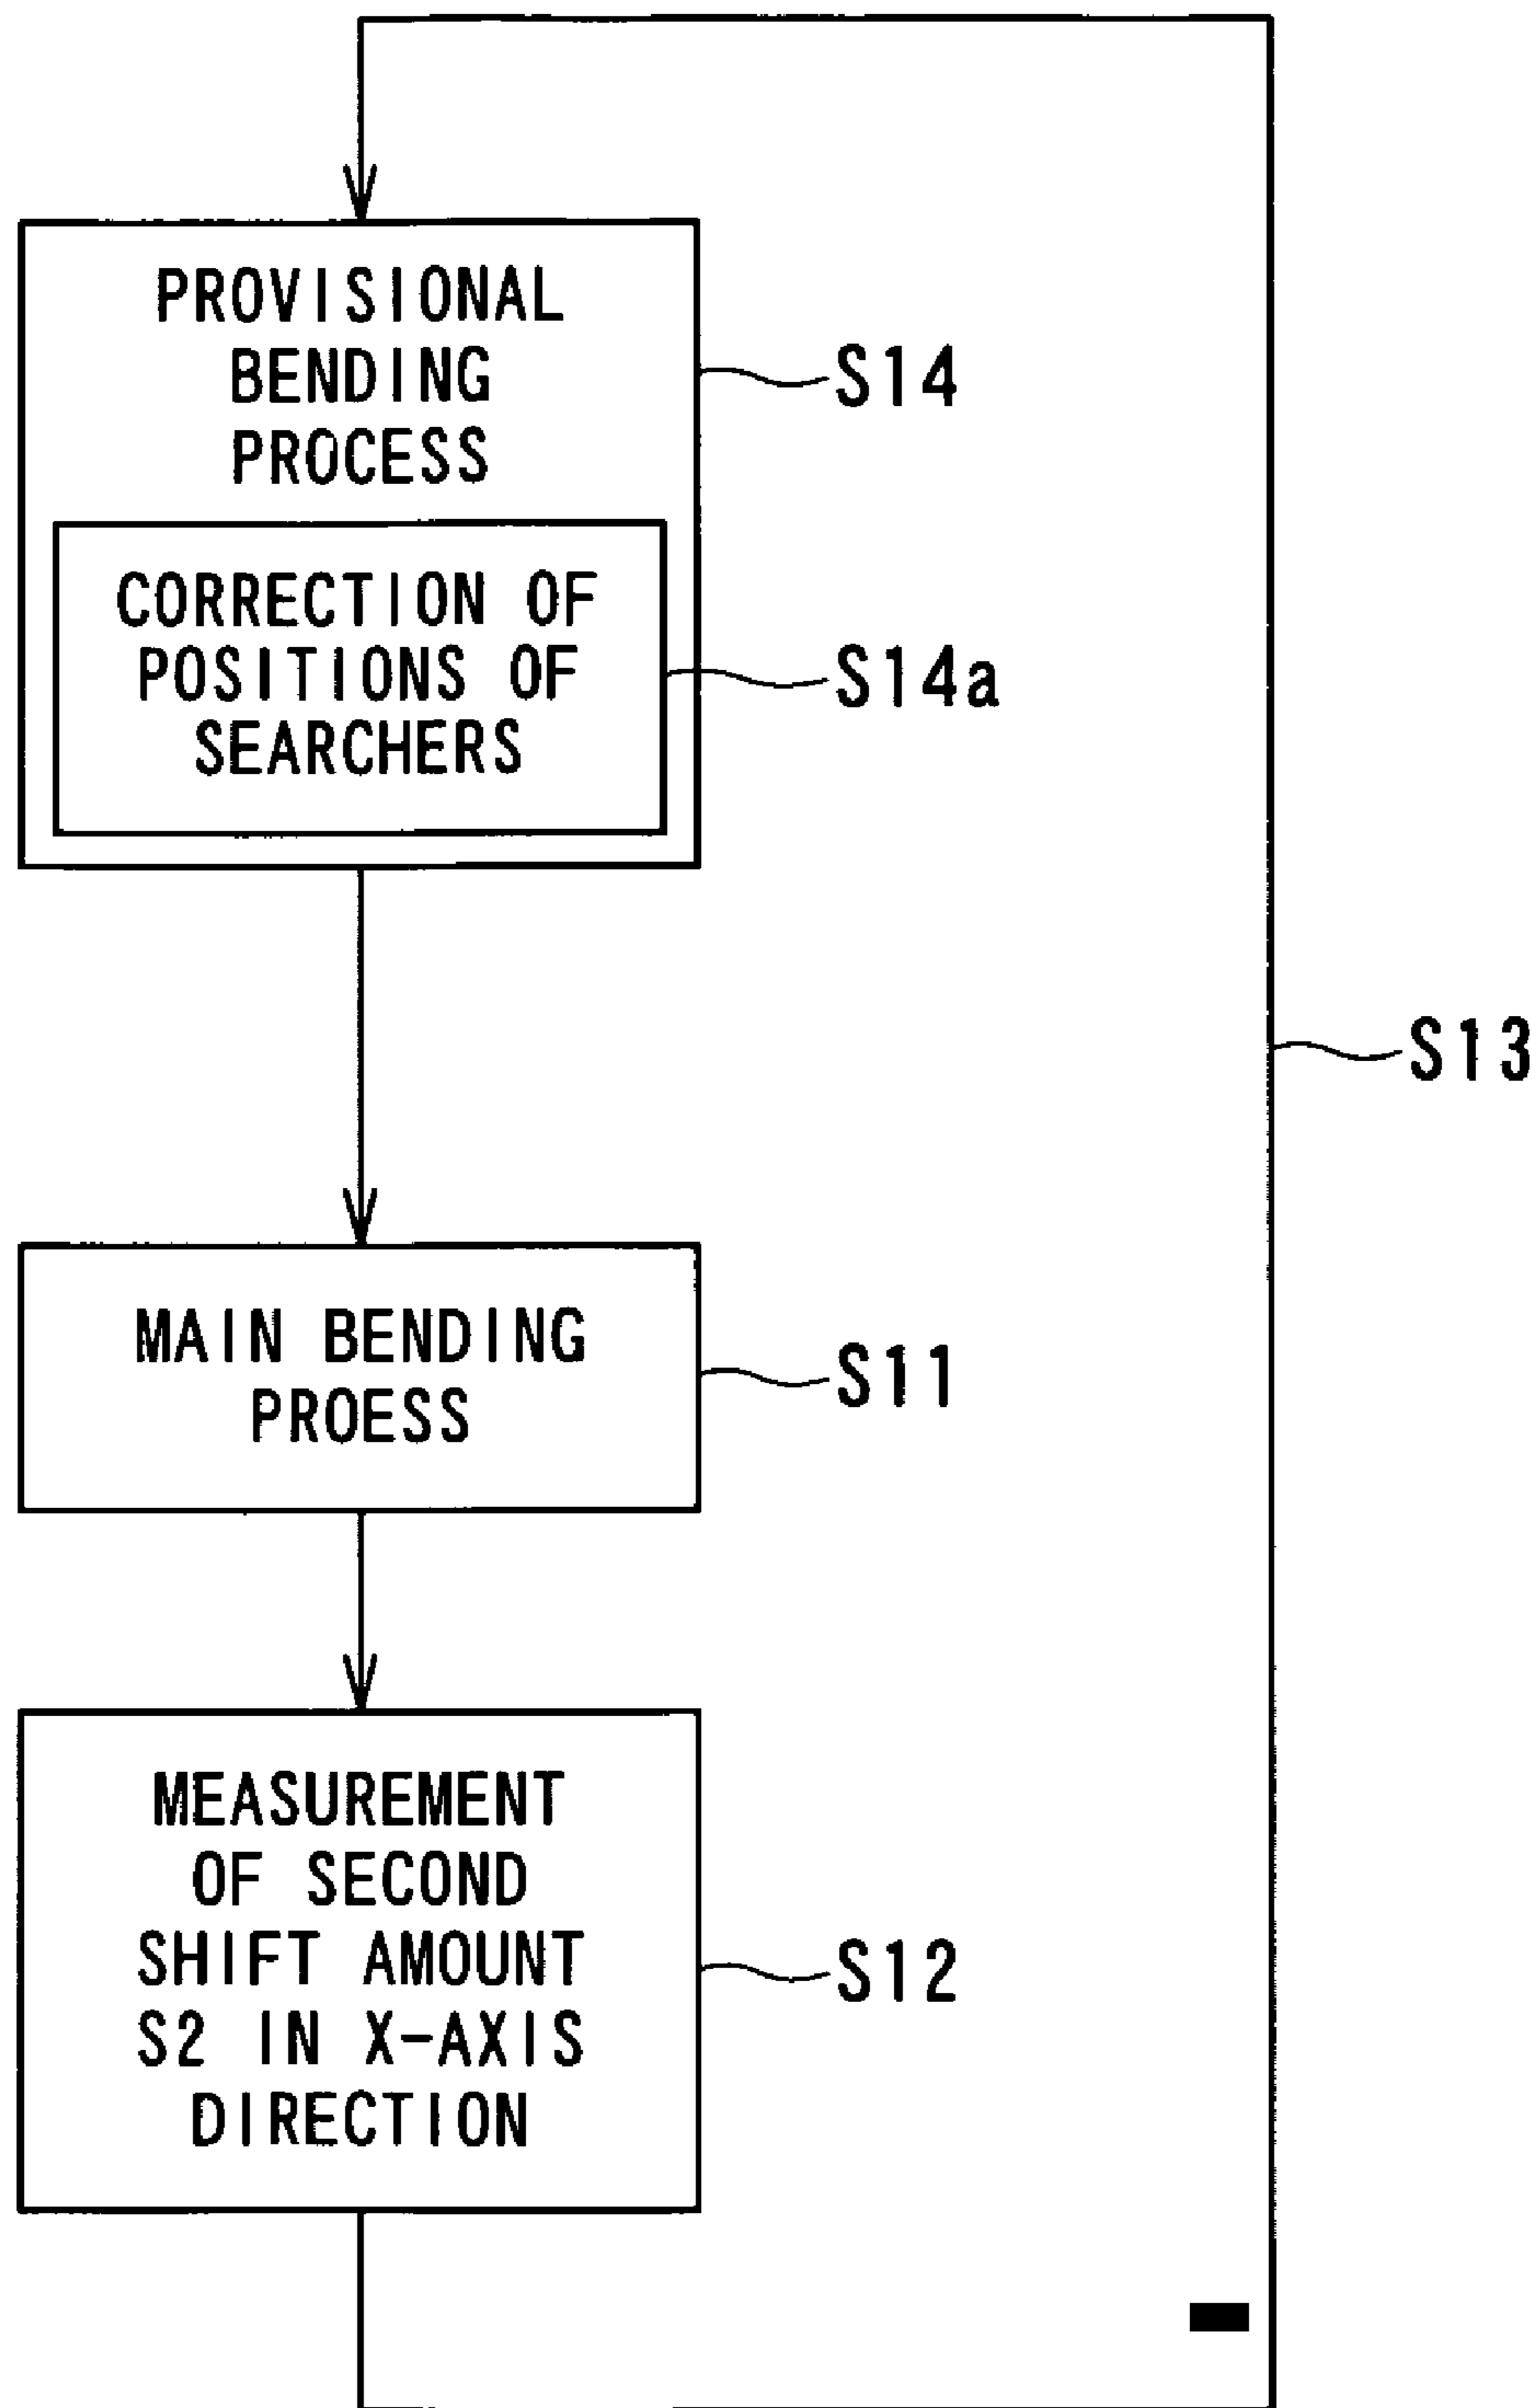 PROVISIONAL
BENDING
PROCESS
S14
CORRECTION OF
POSITIONS OF
SEARCHERS
S14a
S13
MAIN BENDING
PROESS
S11
MEASUREMENT
OF SECOND
SHIFT AMOUNT
S2 IN X-AXIS
DIRECTION
S12